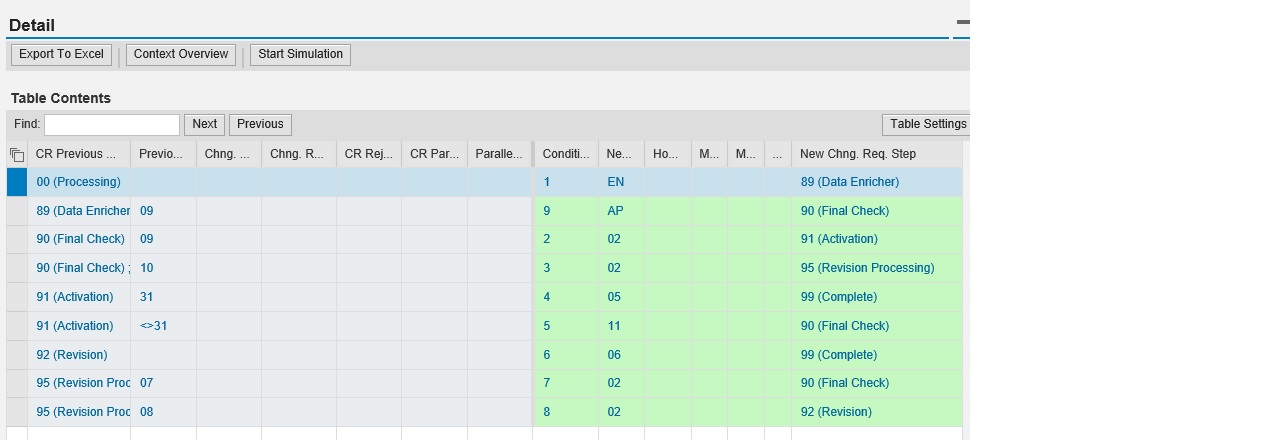 Detail
Export To Excel Context Overview Start Simulation
Table Contents
Find: Next Previous Table Settings
CR Previous ... Previo... Chng. ... Chng. R... CR Rej... CR Par... Paralle... Conditi... Ne... Ho... M... M... ... New Chng. Req. Step
00 (Processing) 1 EN 89 (Data Enricher)
89 (Data Enricher 09 9 AP 90 (Final Check)
90 (Final Check) 09 2 02 91 (Activation)
90 (Final Check) ; 10 3 02 95 (Revision Processing)
91 (Activation) 31 4 05 99 (Complete)
91 (Activation) <>31 5 11 90 (Final Check)
92 (Revision) 6 06 99 (Complete)
95 (Revision Proc 07 7 02 90 (Final Check)
95 (Revision Proc 08 8 02 92 (Revision)